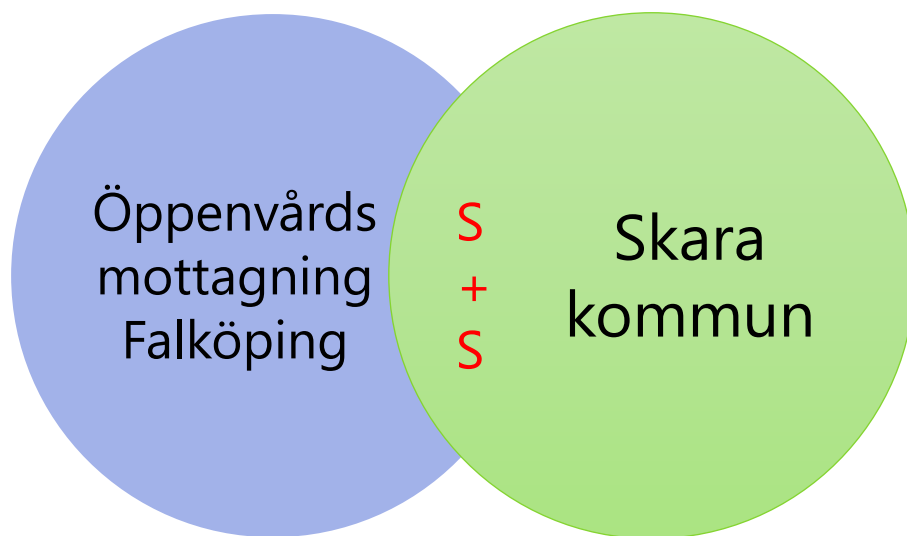 Öppenvårds
mottagning
Falköping
S
+
S
Skara
kommun